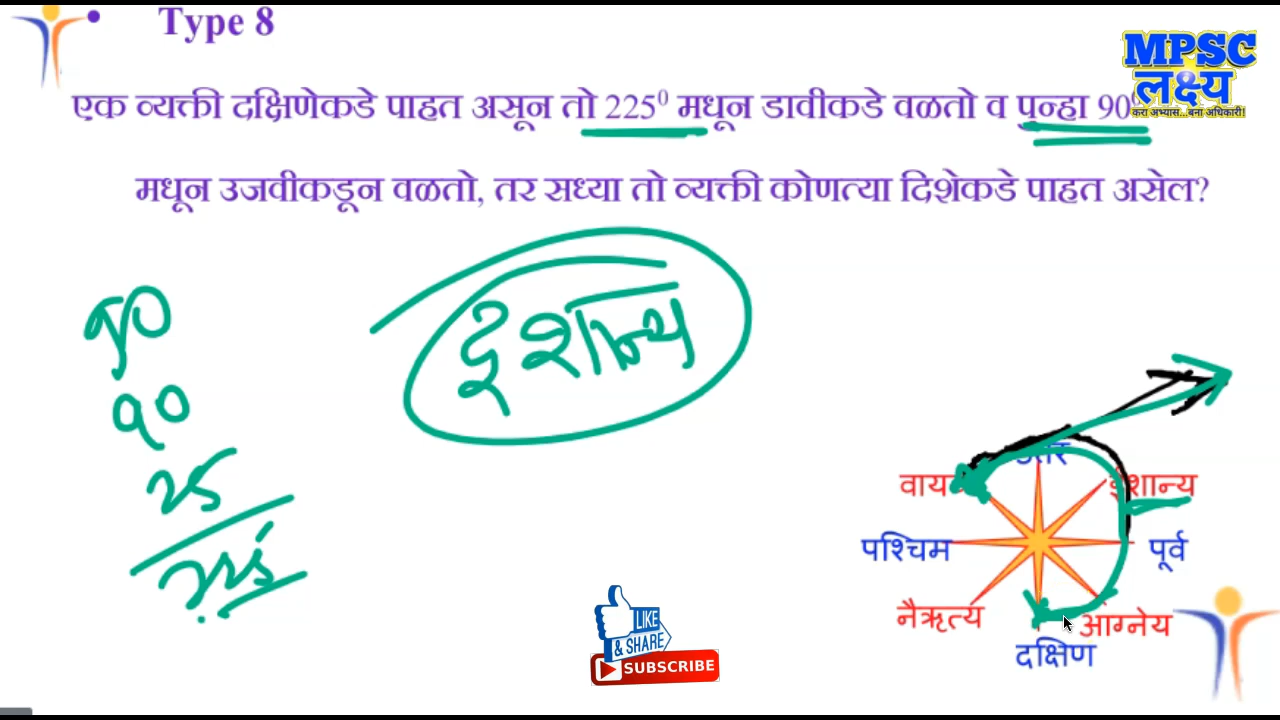 Type 8
MPSC
लक्ष्य
करा अभ्यास...बना अधिकारी!
एक व्यक्ती दक्षिणेकडे पाहत असून तो 225⁰ मधून डावीकडे वळतो व पुन्हा 90⁰
मधून उजवीकडून वळतो, तर सध्या तो व्यक्ती कोणत्या दिशेकडे पाहत असेल?
ईशान्य
९०
९०
४५
२२५
उत्तर
ईशान्य
पश्चिम
पूर्व
नैऋत्य
आग्नेय
दक्षिण
LIKE
& SHARE
SUBSCRIBE